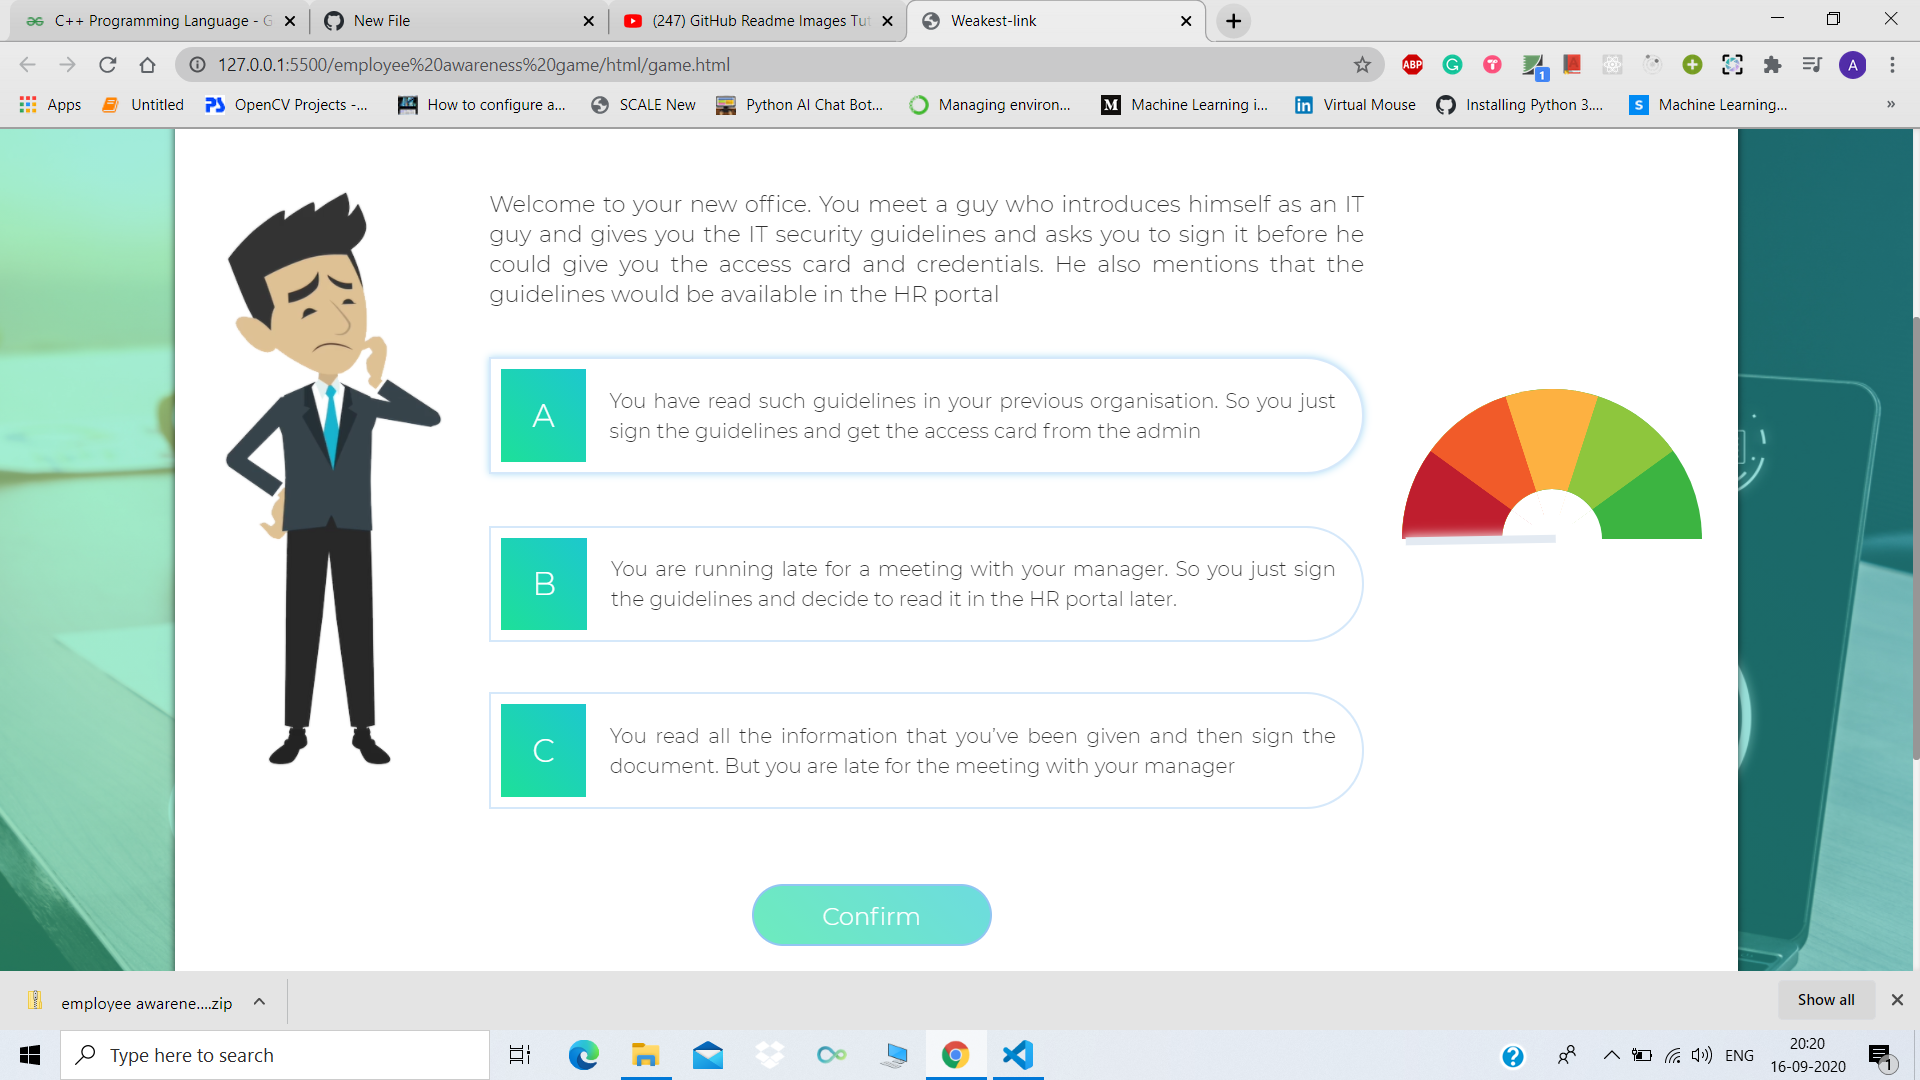 C++ Programming Language - G
New File
(247) GitHub Readme Images Tut
Weakest-link
127.0.0.1:5500/employee%20awareness%20game/html/game.html
ABP
1
A
Apps
Untitled
OpenCV Projects -...
How to configure a...
SCALE New
Python AI Chat Bot...
Managing environ...
Machine Learning i...
Virtual Mouse
Installing Python 3....
Machine Learning...
»
Welcome to your new office. You meet a guy who introduces himself as an IT
guy and gives you the IT security guidelines and asks you to sign it before he
could give you the access card and credentials. He also mentions that the
guidelines would be available in the HR portal
A
You have read such guidelines in your previous organisation. So you just
sign the guidelines and get the access card from the admin
B
You are running late for a meeting with your manager. So you just sign
the guidelines and decide to read it in the HR portal later.
C
You read all the information that you’ve been given and then sign the
document. But you are late for the meeting with your manager
Confirm
employee awarene....zip
Show all
Type here to search
ENG
20:20
16-09-2020
1